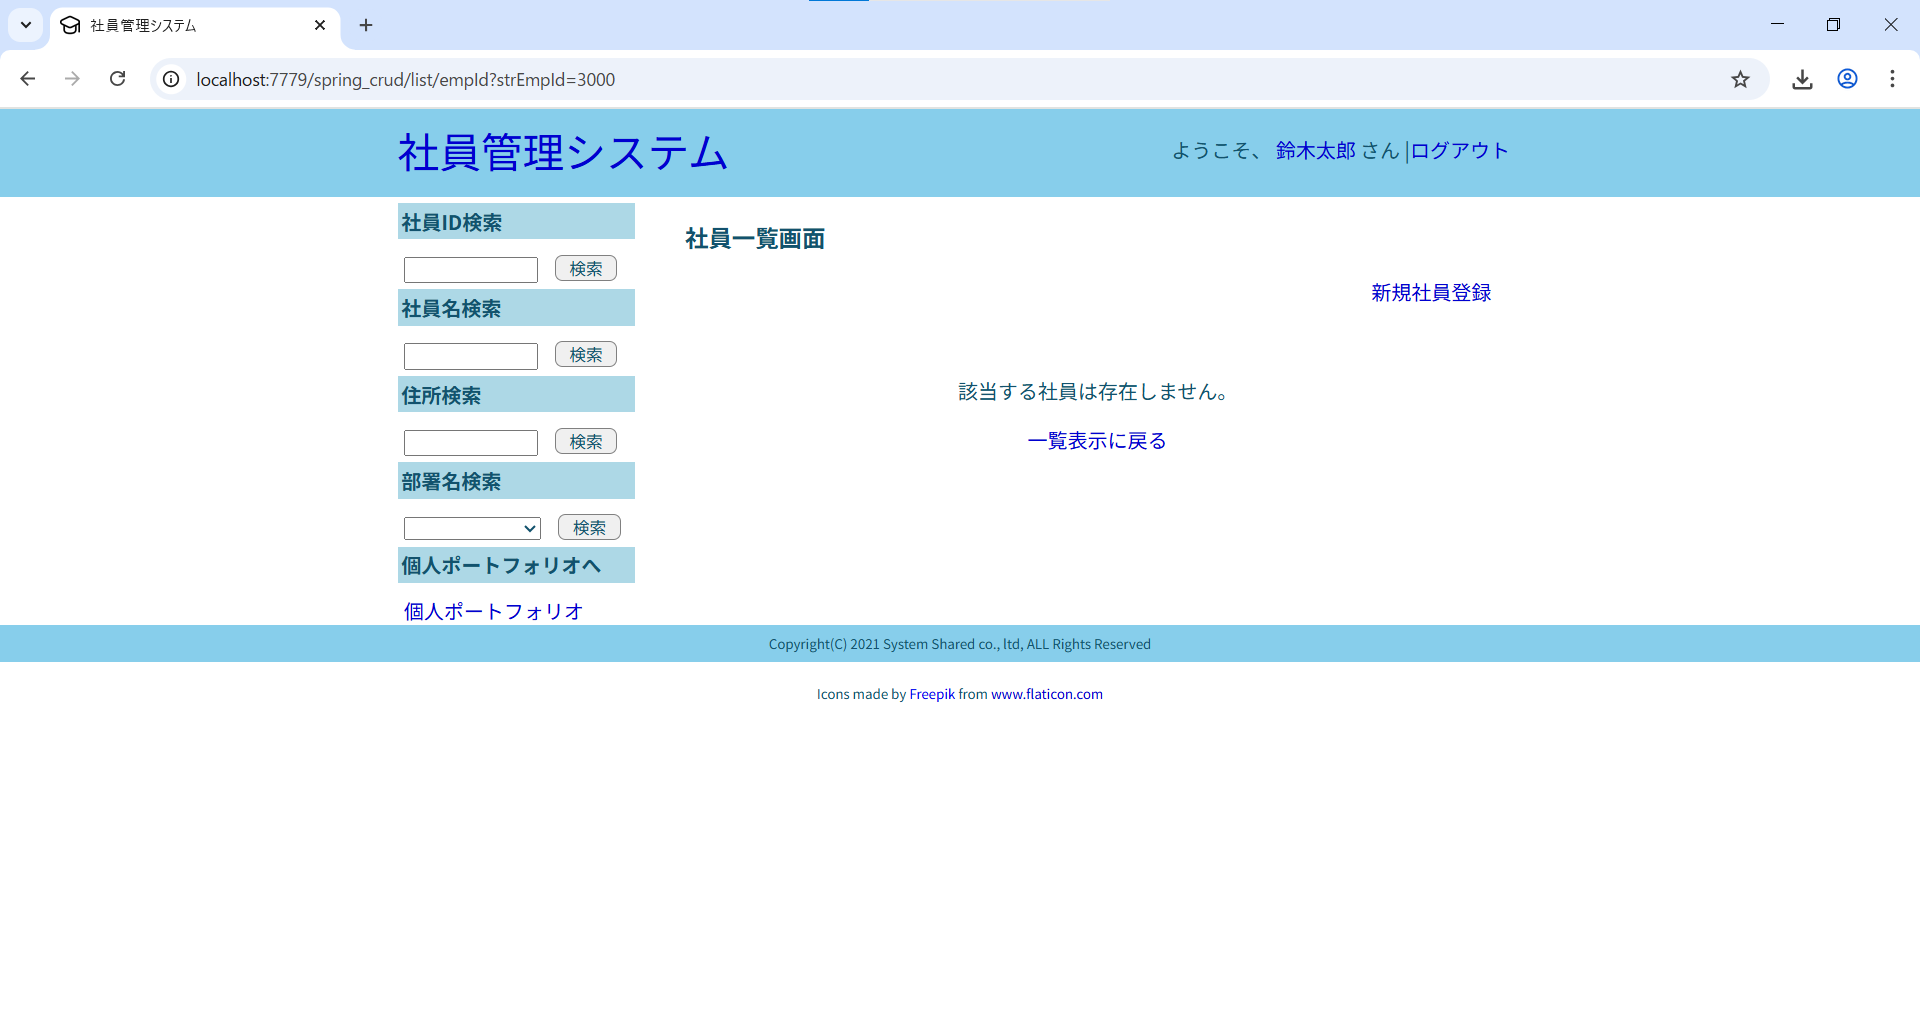 社員管理システム
localhost:7779/spring_crud/list/empId?strEmpId=3000
社員管理システム
ようこそ、 鈴木太郎 さん |ログアウト
社員ID検索
検索
社員名検索
検索
住所検索
検索
部署名検索
検索
個人ポートフォリオへ
個人ポートフォリオ
社員一覧画面
新規社員登録
該当する社員は存在しません。
一覧表示に戻る
Copyright(C) 2021 System Shared co., ltd, ALL Rights Reserved
Icons made by Freepik from www.flaticon.com